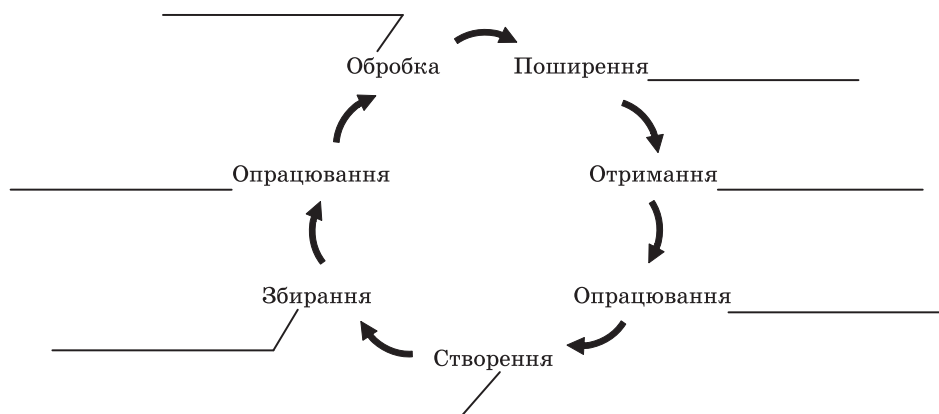 Обробка
Поширення
Опрацювання
Отримання
Збирання
Опрацювання
Створення